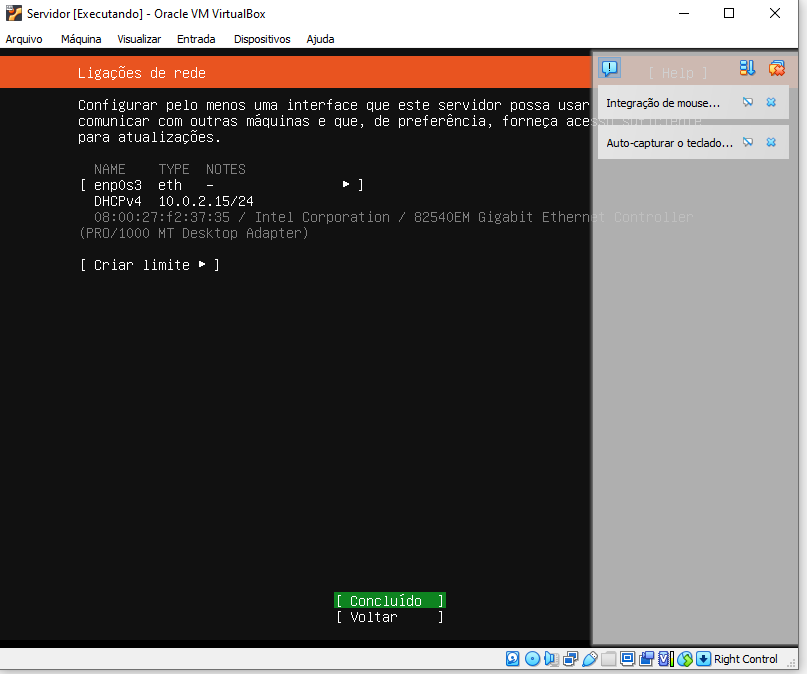 Servidor [Executando] - Oracle VM VirtualBox
Arquivo Máquina Visualizar Entrada Dispositivos Ajuda
Ligações de rede [ Help ]
Configurar pelo menos uma interface que este servidor possa usar
comunicar com outras máquinas e que, de preferência, forneça acesso suficiente
para atualizações.
NAME TYPE NOTES
[ enp0s3 eth - ▸ ]
DHCPv4 10.0.2.15/24
08:00:27:f2:37:35 / Intel Corporation / 82540EM Gigabit Ethernet Controller
(PRO/1000 MT Desktop Adapter)
[ Criar limite ▸ ]
Integração de mouse...
Auto-capturar o teclado...
[ Concluído ]
[ Voltar ]
Right Control